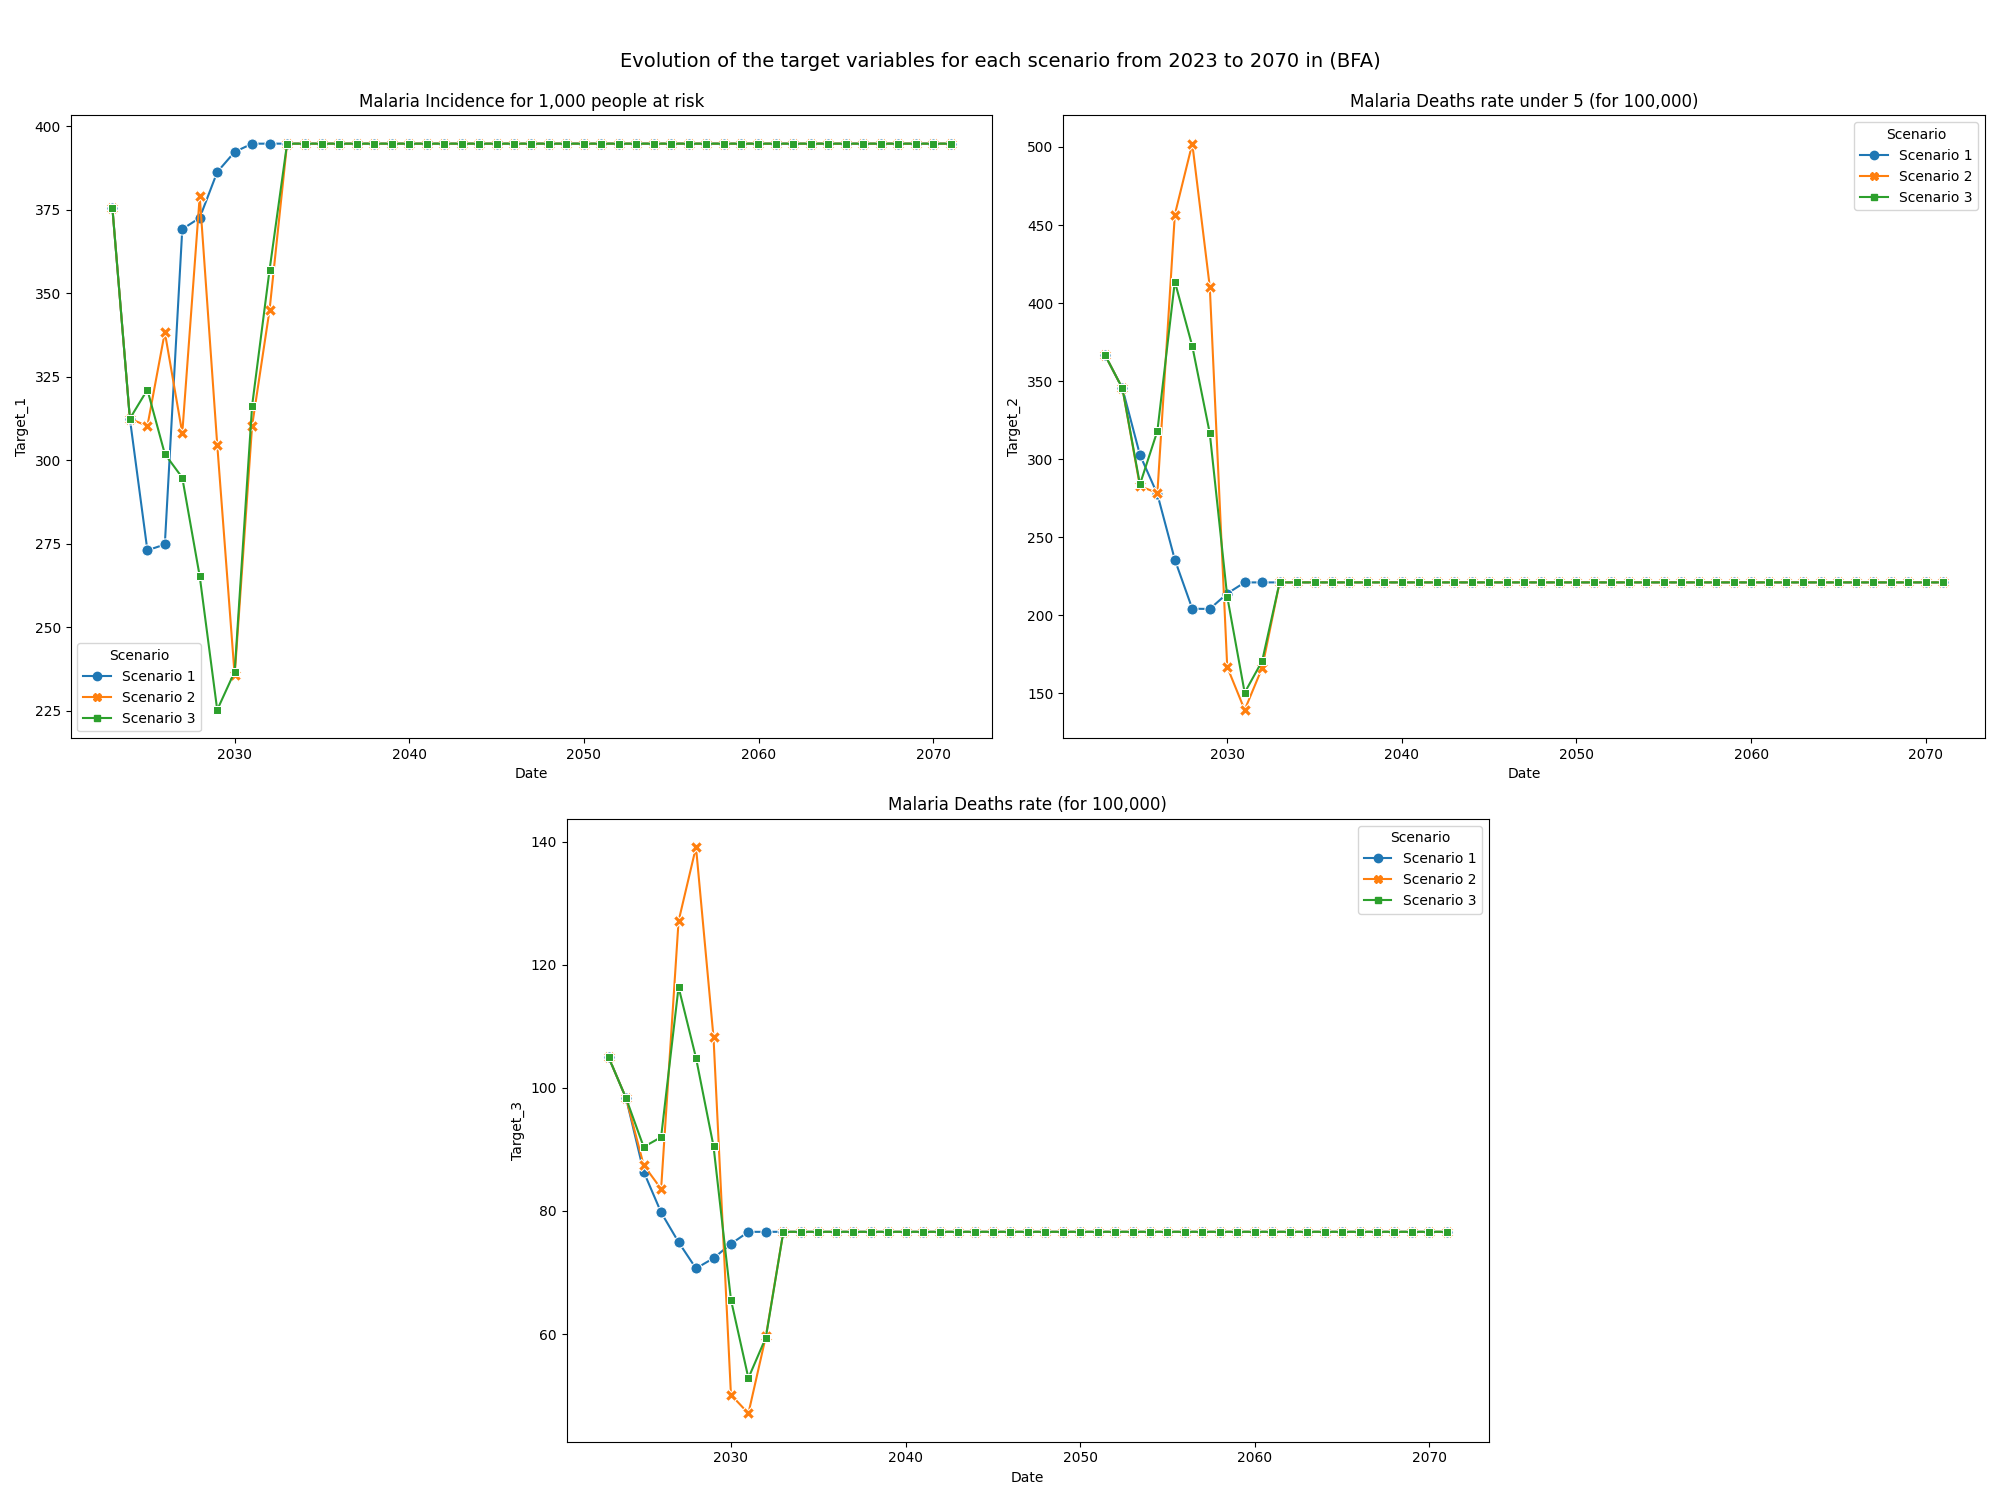 Evolution of the target variables for each scenario from 2023 to 2070 in (BFA)
Malaria Incidence for 1,000 people at risk
400
375
350
325
300
275
250
225
Target_1
2030
2040
2050
2060
2070
Date
Scenario
Scenario 1
Scenario 2
Scenario 3
Malaria Deaths rate under 5 (for 100,000)
500
450
400
350
300
250
200
150
Target_2
2030
2040
2050
2060
2070
Date
Scenario
Scenario 1
Scenario 2
Scenario 3
Malaria Deaths rate (for 100,000)
140
120
100
80
60
Target_3
2030
2040
2050
2060
2070
Date
Scenario
Scenario 1
Scenario 2
Scenario 3